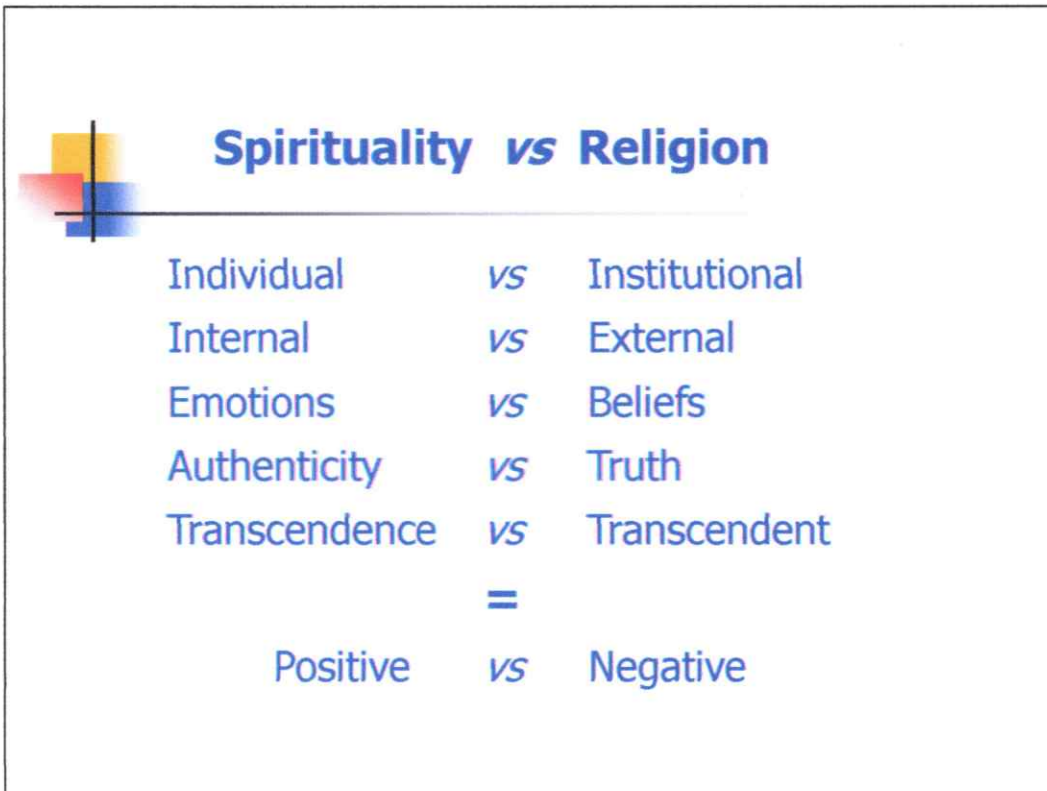 Spirituality vs Religion
Individual vs Institutional
Internal vs External
Emotions vs Beliefs
Authenticity vs Truth
Transcendence vs Transcendent
=
Positive vs Negative